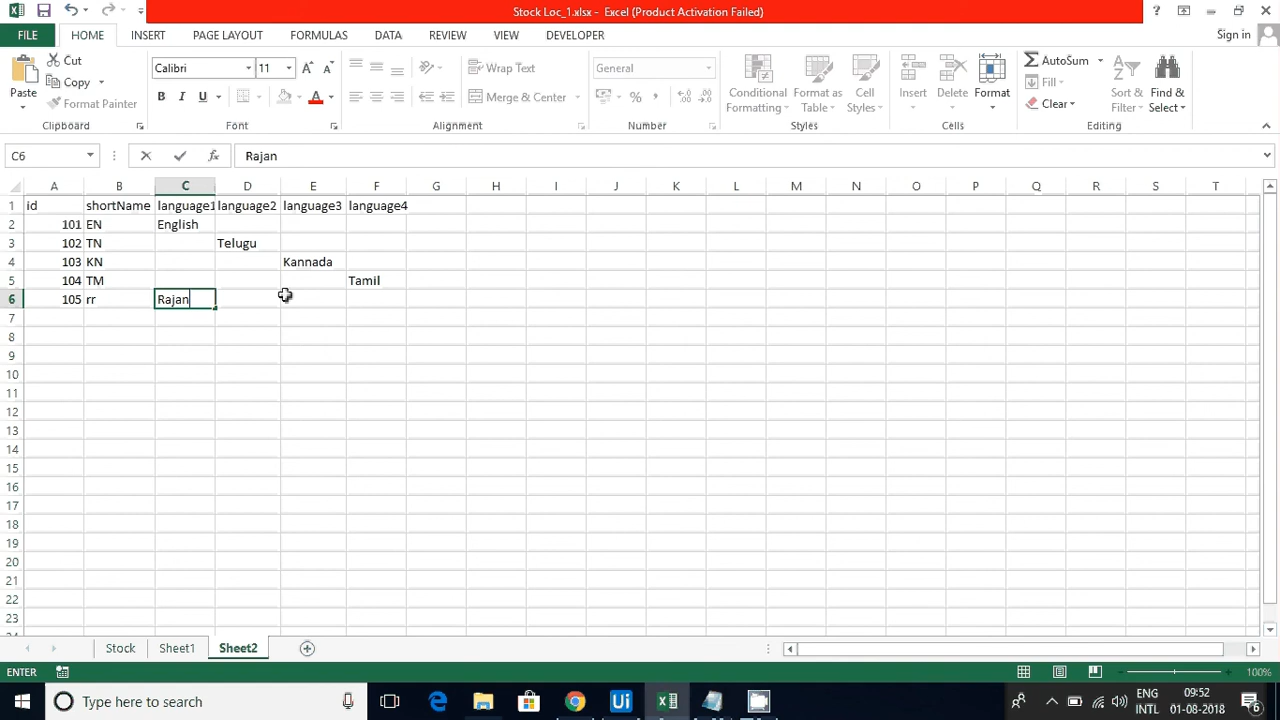 Stock Loc_1.xlsx - Excel (Product Activation Failed)
FILE HOME INSERT PAGE LAYOUT FORMULAS DATA REVIEW VIEW DEVELOPER Sign in
Paste
Cut
Copy
Format Painter
Clipboard
Calibri 11
B I U A
Font
Wrap Text
Merge & Center
Alignment
General
%
Number
Conditional Formatting
Format as Table
Cell Styles
Styles
Insert Delete Format
Cells
AutoSum
Fill
Clear
Sort & Filter
Find & Select
Editing
C6 fx Rajan
A B C D E F G H I J K L M N O P Q R S T
1 id shortName language1 language2 language3 language4
2 101 EN English
3 102 TN Telugu
4 103 KN Kannada
5 104 TM Tamil
6 105 rr Rajan
7
8
9
10
11
12
13
14
15
16
17
18
19
20
21
22
23
Stock Sheet1 Sheet2
ENTER 100%
Type here to search
Ui
ENG 09:52
INTL 01-08-2018
6